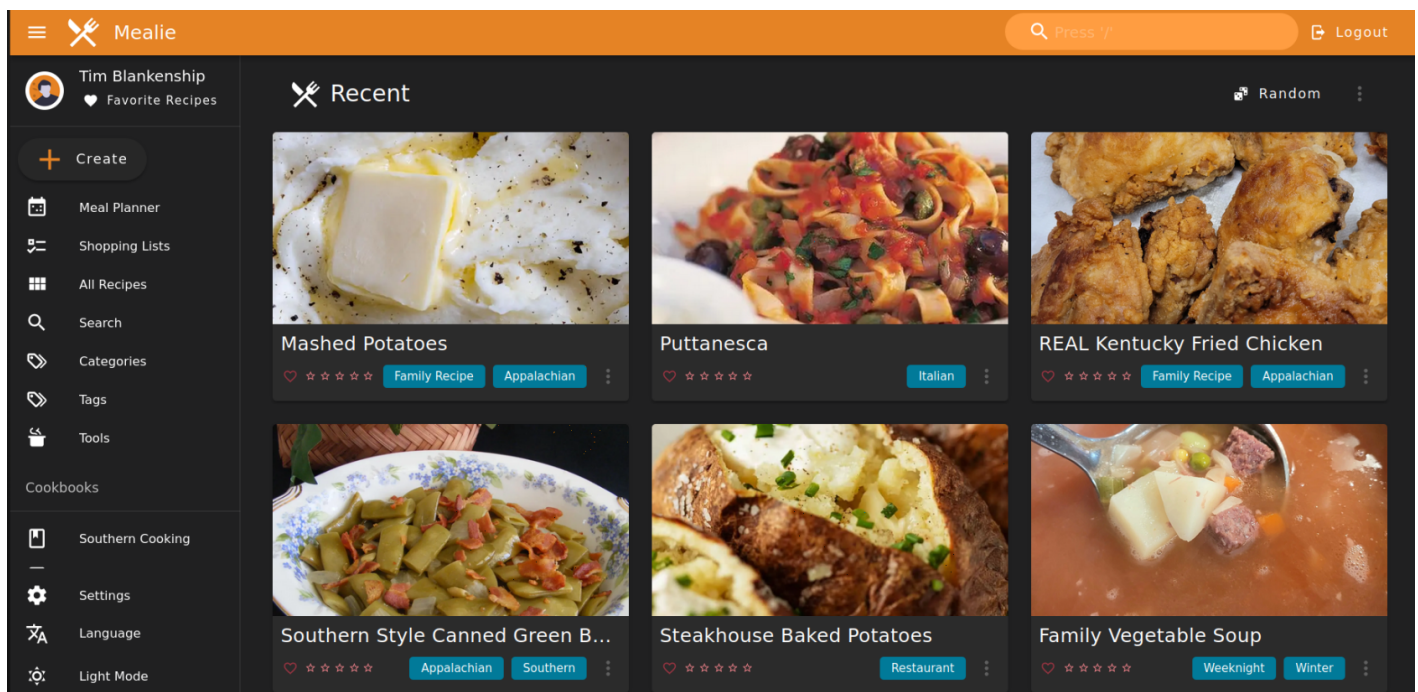 Mealie
Press '/'
Logout
Tim Blankenship
Favorite Recipes
Create
Meal Planner
Shopping Lists
All Recipes
Search
Categories
Tags
Tools
Cookbooks
Southern Cooking
Settings
Language
Light Mode
Recent
Random
Mashed Potatoes
Family Recipe Appalachian
Puttanesca
Italian
REAL Kentucky Fried Chicken
Family Recipe Appalachian
Southern Style Canned Green B...
Appalachian Southern
Steakhouse Baked Potatoes
Restaurant
Family Vegetable Soup
Weeknight Winter